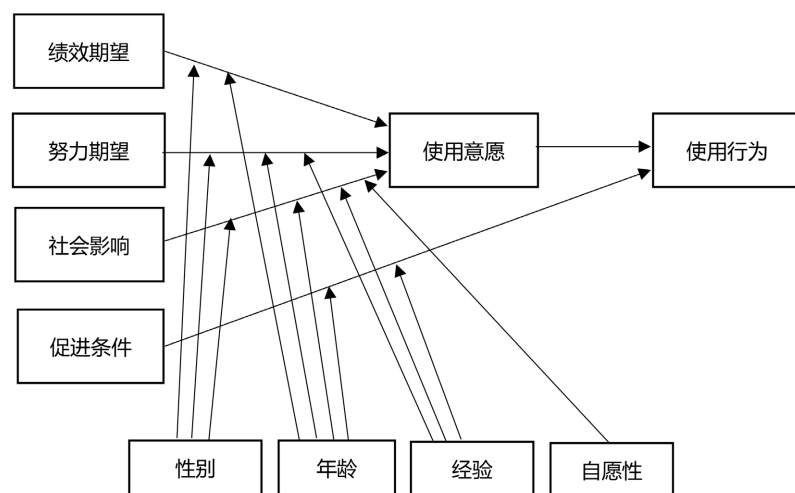 绩效期望
努力期望
使用意愿
使用行为
社会影响
促进条件
性别
年龄
经验
自愿性